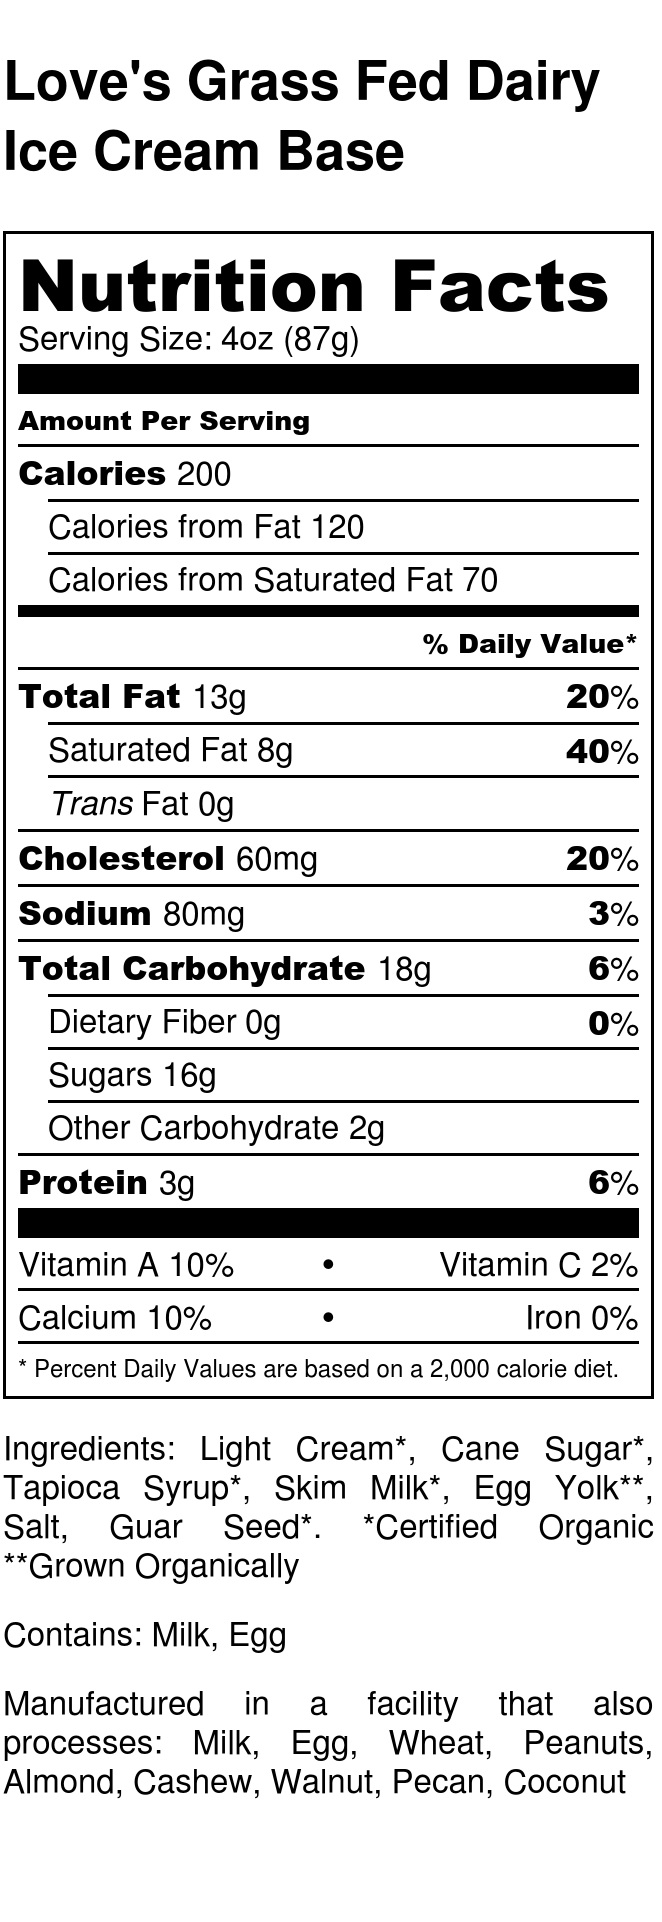 Love's Grass Fed Dairy
Ice Cream Base
Nutrition Facts
Serving Size: 4oz (87g)
Amount Per Serving
Calories 200
Calories from Fat 120
Calories from Saturated Fat 70
% Daily Value*
Total Fat 13g 20%
Saturated Fat 8g 40%
Trans Fat 0g
Cholesterol 60mg 20%
Sodium 80mg 3%
Total Carbohydrate 18g 6%
Dietary Fiber 0g 0%
Sugars 16g
Other Carbohydrate 2g
Protein 3g 6%
Vitamin A 10% • Vitamin C 2%
Calcium 10% • Iron 0%
* Percent Daily Values are based on a 2,000 calorie diet.
Ingredients: Light Cream*, Cane Sugar*,
Tapioca Syrup*, Skim Milk*, Egg Yolk**,
Salt, Guar Seed*. *Certified Organic
**Grown Organically
Contains: Milk, Egg
Manufactured in a facility that also
processes: Milk, Egg, Wheat, Peanuts,
Almond, Cashew, Walnut, Pecan, Coconut